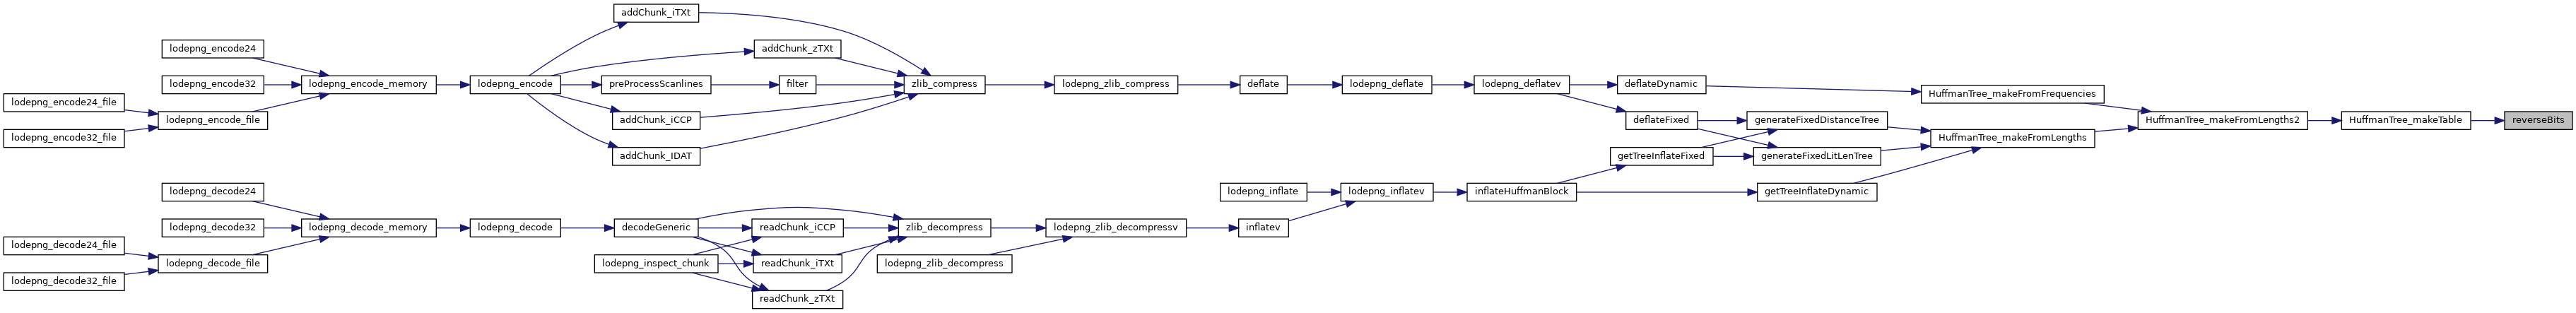 addChunk_iTXt
lodepng_encode24
addChunk_zTXt
lodepng_encode32
lodepng_encode_memory
lodepng_encode
preProcessScanlines
filter
zlib_compress
lodepng_zlib_compress
deflate
lodepng_deflate
lodepng_deflatev
deflateDynamic
HuffmanTree_makeFromFrequencies
lodepng_encode24_file
lodepng_encode_file
addChunk_iCCP
deflateFixed
generateFixedDistanceTree
HuffmanTree_makeFromLengths2
HuffmanTree_makeTable
reverseBits
lodepng_encode32_file
HuffmanTree_makeFromLengths
addChunk_IDAT
getTreeInflateFixed
generateFixedLitLenTree
lodepng_decode24
lodepng_inflate
lodepng_inflatev
inflateHuffmanBlock
getTreeInflateDynamic
lodepng_decode32
lodepng_decode_memory
lodepng_decode
decodeGeneric
readChunk_iCCP
zlib_decompress
lodepng_zlib_decompressv
inflatev
lodepng_decode24_file
lodepng_decode_file
lodepng_inspect_chunk
readChunk_iTXt
lodepng_zlib_decompress
lodepng_decode32_file
readChunk_zTXt